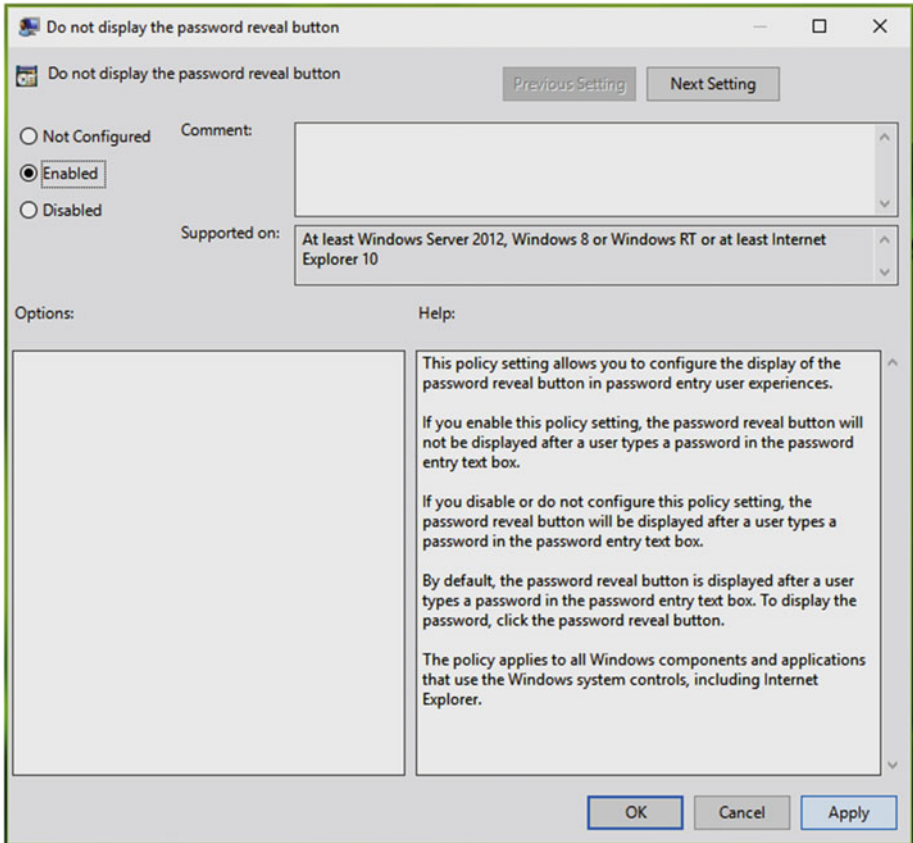 Do not display the password reveal button
Do not display the password reveal button
Previous Setting
Next Setting
Not Configured
Enabled
Disabled
Comment:
Supported on:
At least Windows Server 2012, Windows 8 or Windows RT or at least Internet
Explorer 10
Options:
Help:
This policy setting allows you to configure the display of the
password reveal button in password entry user experiences.
If you enable this policy setting, the password reveal button will
not be displayed after a user types a password in the password
entry text box.
If you disable or do not configure this policy setting, the
password reveal button will be displayed after a user types a
password in the password entry text box.
By default, the password reveal button is displayed after a user
types a password in the password entry text box. To display the
password, click the password reveal button.
The policy applies to all Windows components and applications
that use the Windows system controls, including Internet
Explorer.
OK
Cancel
Apply